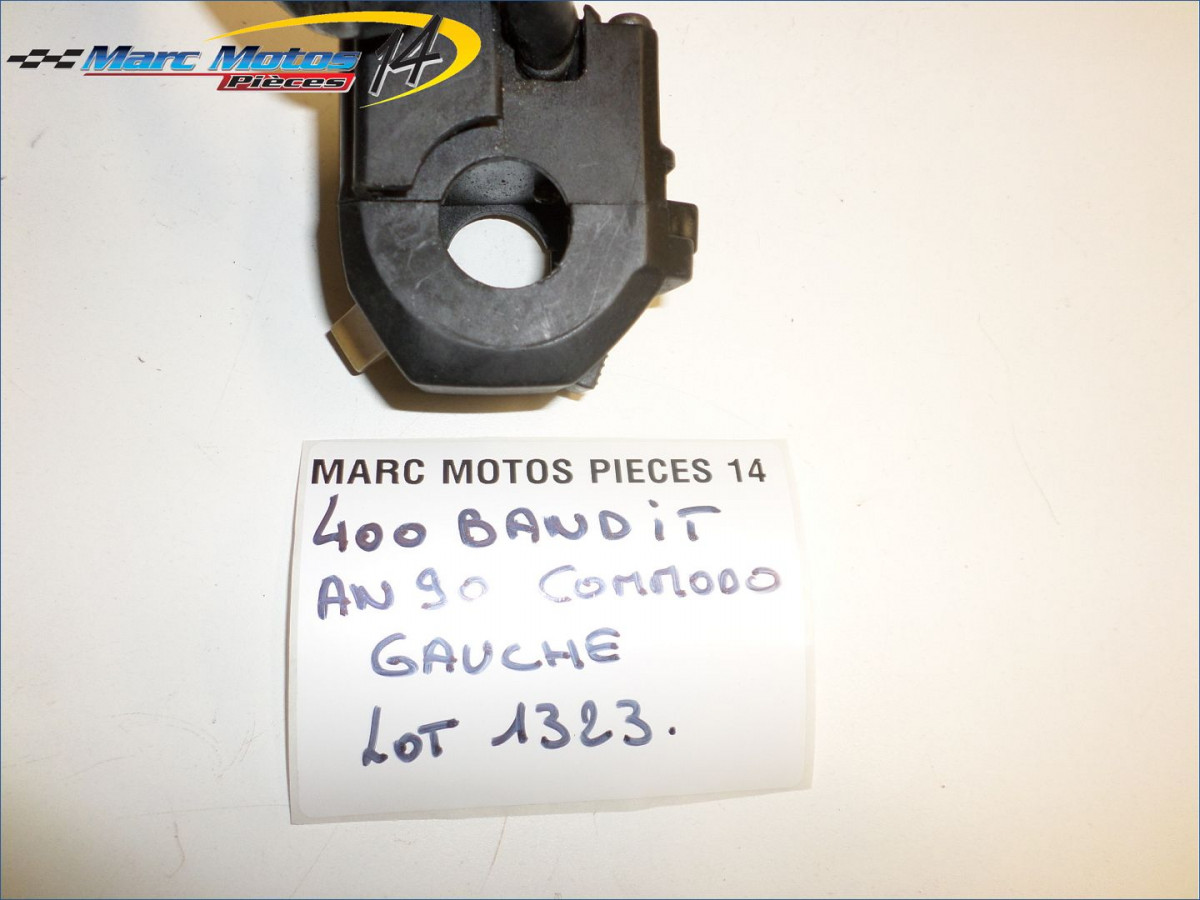 Marc Motos 14
Pièces
MARC MOTOS PIECES 14
400 BANDiT
AN 90 COMMODO
GAUCHE
LOT 1323.